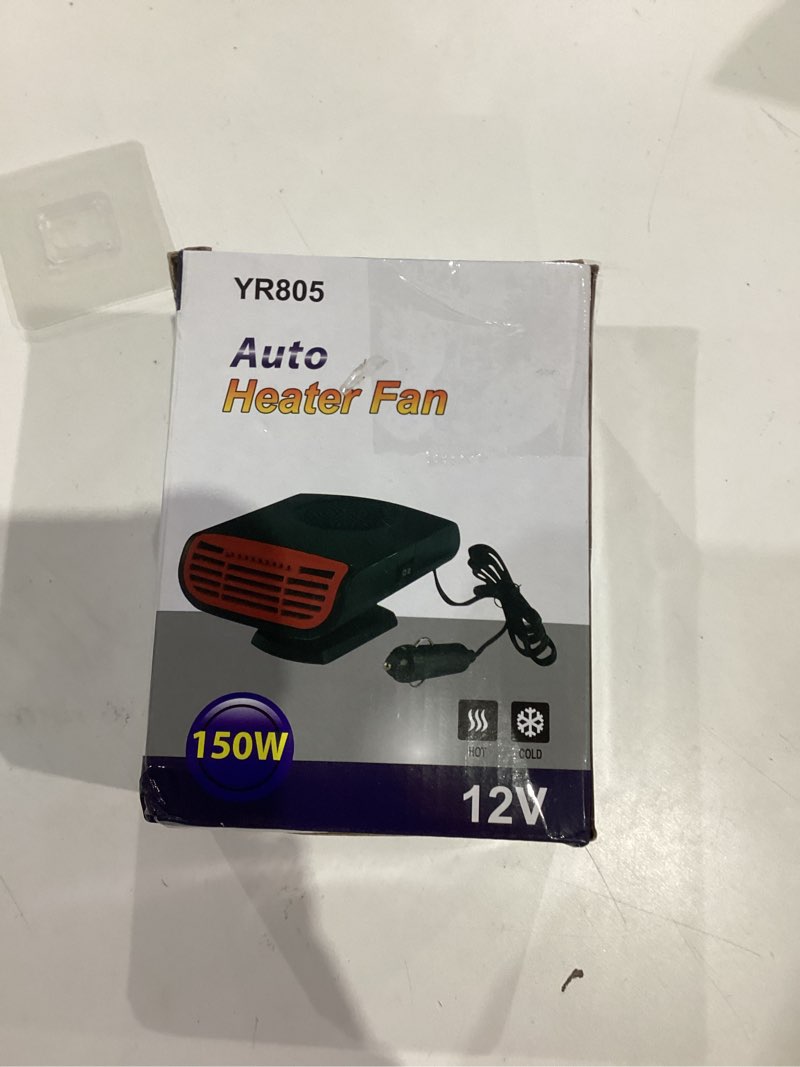 YR805
Auto
Heater Fan
150W
HOT
COLD
12V